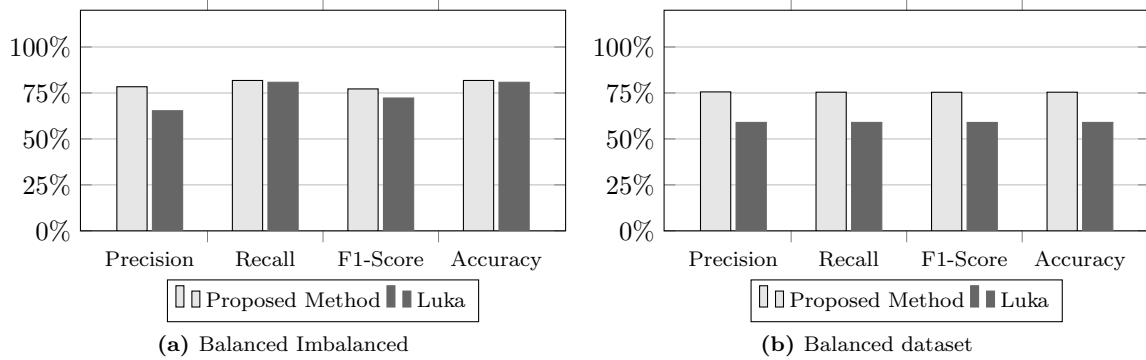 100%
75%
50%
25%
0%
Precision Recall F1-Score Accuracy
Proposed Method Luka
(a) Balanced Imbalanced
100%
75%
50%
25%
0%
Precision Recall F1-Score Accuracy
Proposed Method Luka
(b) Balanced dataset